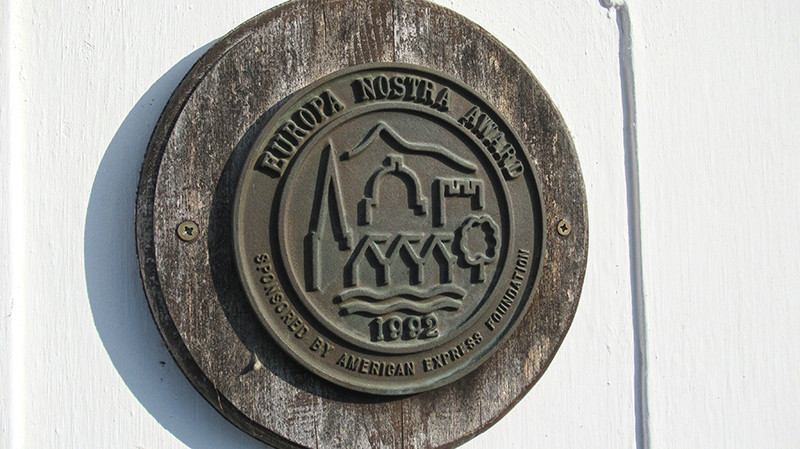 EUROPA NOSTRA AWARD
1992
SPONSORED BY AMERICAN EXPRESS FOUNDATION